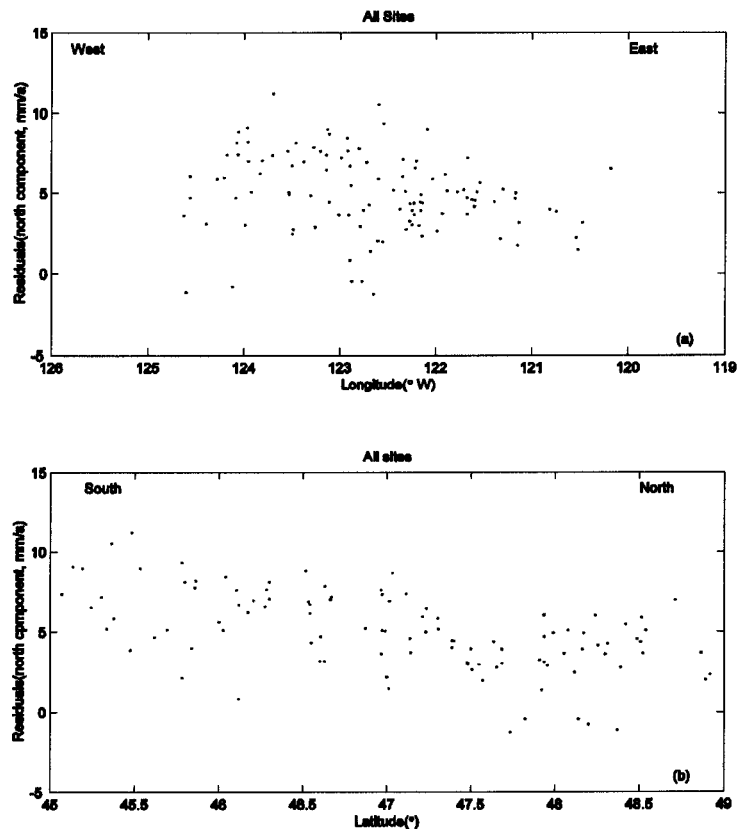 All Sites
West East
15
10
5
0
-5
Residuals(north component, mm/a)
(a)
126 125 124 123 122 121 120 119
Longitude(° W)
All sites
South North
15
10
5
0
-5
Residuals(north cpmponent, mm/a)
(b)
45 45.5 46 46.5 47 47.5 48 48.5 49
Latitude(°)